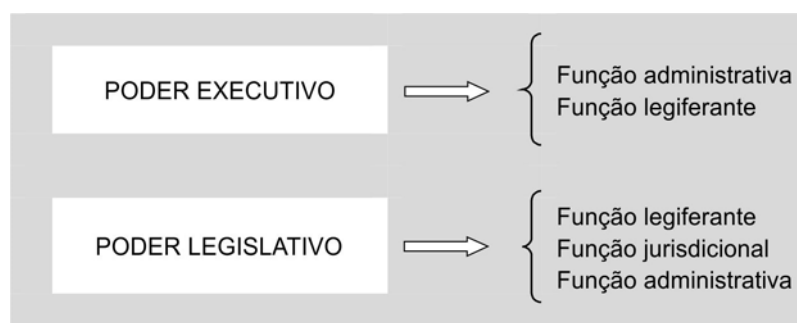 PODER EXECUTIVO
Função administrativa
Função legiferante
PODER LEGISLATIVO
Função legiferante
Função jurisdicional
Função administrativa